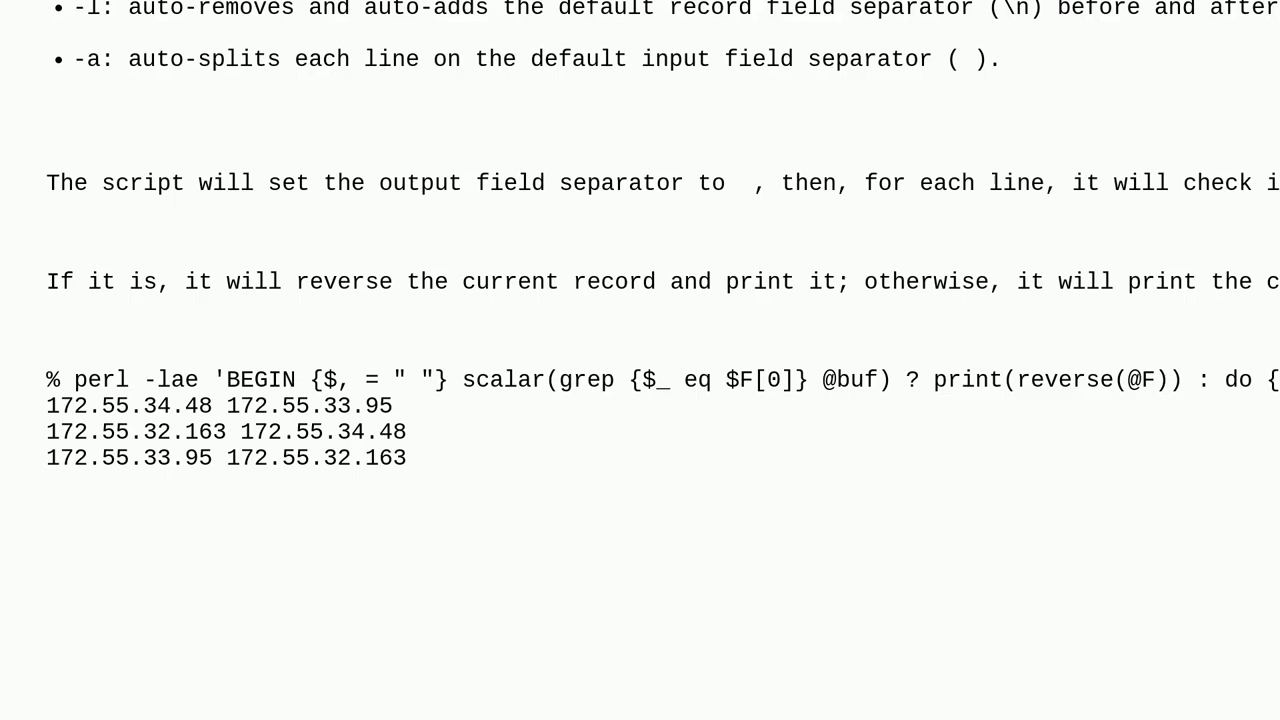 • -l: auto-removes and auto-adds the default record field separator (\n) before and after
• -a: auto-splits each line on the default input field separator ( ).
The script will set the output field separator to  , then, for each line, it will check i
If it is, it will reverse the current record and print it; otherwise, it will print the c
% perl -lae 'BEGIN {$, = " "} scalar(grep {$_ eq $F[0]} @buf) ? print(reverse(@F)) : do {
172.55.34.48 172.55.33.95
172.55.32.163 172.55.34.48
172.55.33.95 172.55.32.163